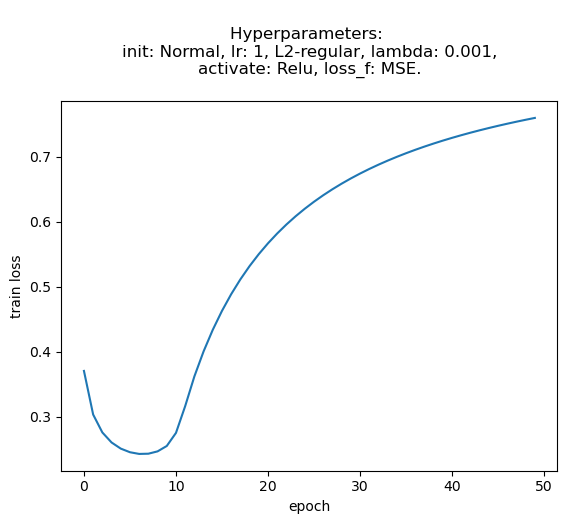 Hyperparameters:
init: Normal, lr: 1, L2-regular, lambda: 0.001,
activate: Relu, loss_f: MSE.
0.7
0.6
0.5
0.4
0.3
train loss
0 10 20 30 40 50
epoch